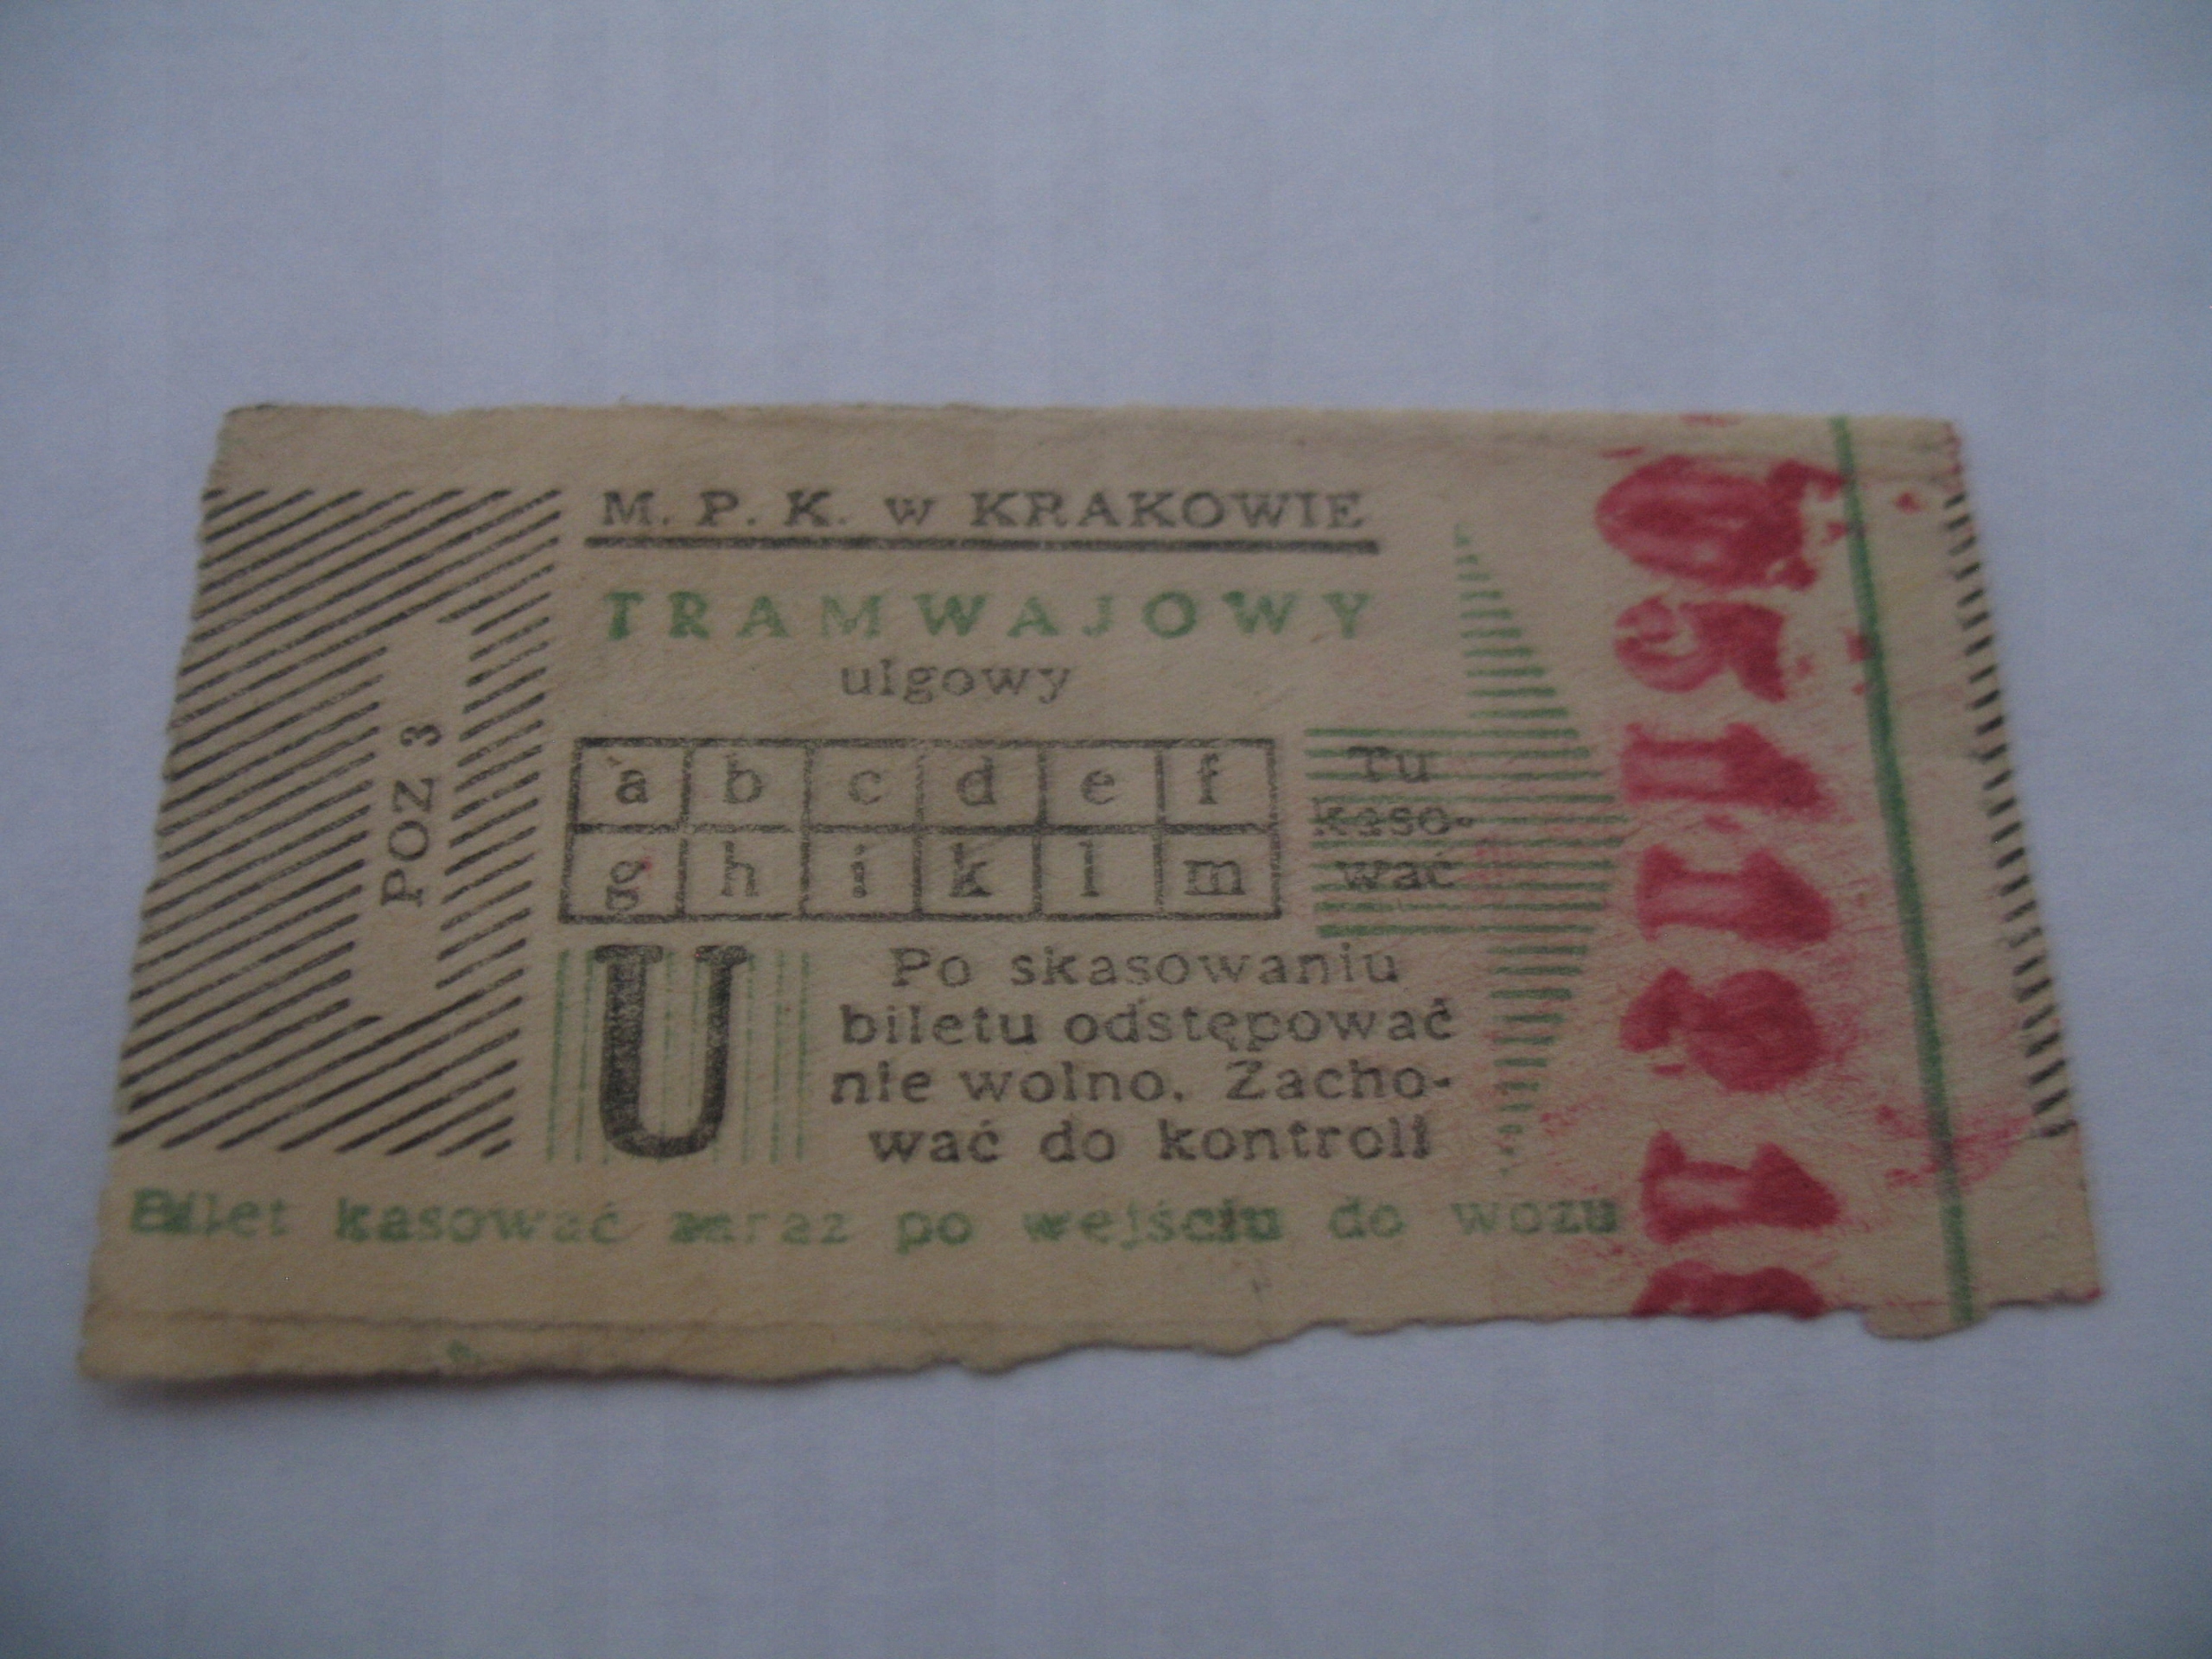 M. P. K. w KRAKOWIE
TRAMWAJOWY
ulgowy
POZ 3
a b c d e f
g h i k l m
Tu
kaso-
wać
U
Po skasowaniu
biletu odstępować
nie wolno. Zacho-
wać do kontroli
Bilet kasować zaraz po wejściu do wozu